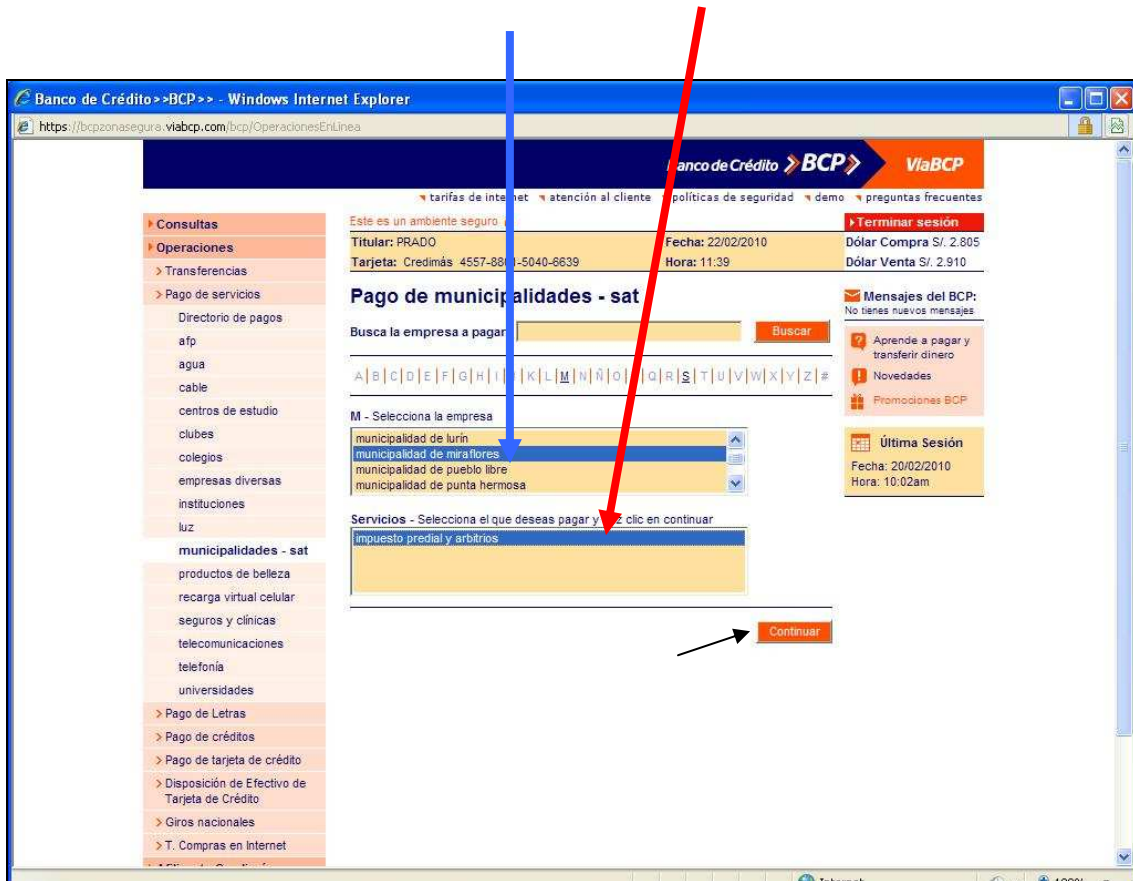 Banco de Crédito>>BCP>> - Windows Internet Explorer
https://bcpzonasegura.viabcp.com/bcp/OperacionesEnLinea
Banco de Crédito BCP ViaBCP
tarifas de internet atención al cliente políticas de seguridad demo preguntas frecuentes
Consultas
Operaciones
Transferencias
Pago de servicios
Directorio de pagos
afp
agua
cable
centros de estudio
clubes
colegios
empresas diversas
instituciones
luz
municipalidades - sat
productos de belleza
recarga virtual celular
seguros y clínicas
telecomunicaciones
telefonía
universidades
Pago de Letras
Pago de créditos
Pago de tarjeta de crédito
Disposición de Efectivo de
Tarjeta de Crédito
Giros nacionales
T. Compras en Internet
Este es un ambiente seguro
Titular: PRADO Fecha: 22/02/2010
Tarjeta: Credimás 4557-8801-5040-6639 Hora: 11:39
Pago de municipalidades - sat
Busca la empresa a pagar Buscar
A|B|C|D|E|F|G|H|I| |K|L|M|N|Ñ|O| |Q|R|S|T|U|V|W|X|Y|Z|#
M - Selecciona la empresa
municipalidad de lurín
municipalidad de miraflores
municipalidad de pueblo libre
municipalidad de punta hermosa
Servicios - Selecciona el que deseas pagar y clic en continuar
impuesto predial y arbitrios
Continuar
Terminar sesión
Dólar Compra S/. 2.805
Dólar Venta S/. 2.910
Mensajes del BCP:
No tienes nuevos mensajes
Aprende a pagar y
transferir dinero
Novedades
Promociones BCP
Última Sesión
Fecha: 20/02/2010
Hora: 10:02am